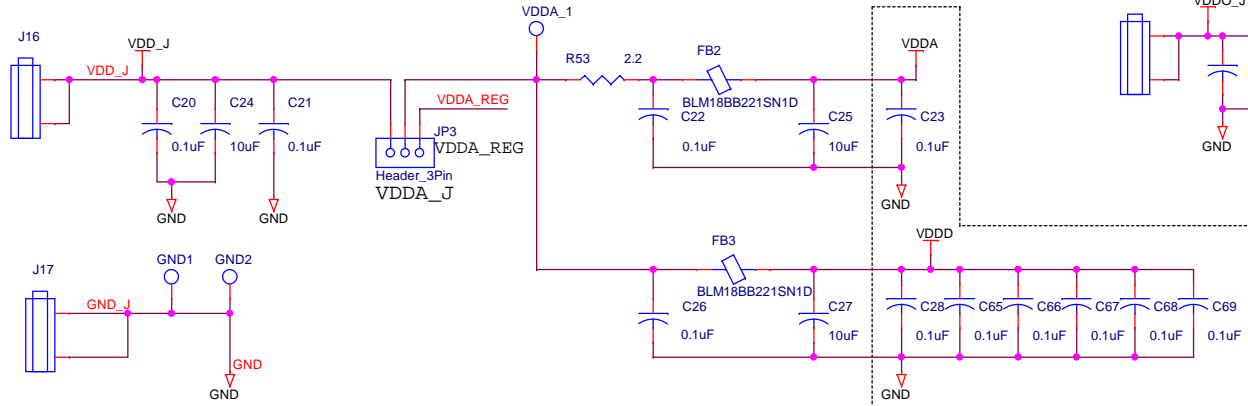 VDDA_1
VDDO_J
J16
VDD_J
VDD_J
R53
2.2
FB2
VDDA
BLM18BB221SN1D
C20
C24
C21
0.1uF
10uF
0.1uF
VDDA_REG
JP3
VDDA_REG
Header_3Pin
VDDA_J
C22
0.1uF
C25
10uF
C23
0.1uF
GND
GND
GND
GND
J17
GND1
GND2
GND_J
GND
GND
FB3
VDDD
BLM18BB221SN1D
C26
0.1uF
C27
10uF
C28
0.1uF
C65
0.1uF
C66
0.1uF
C67
0.1uF
C68
0.1uF
C69
0.1uF
GND